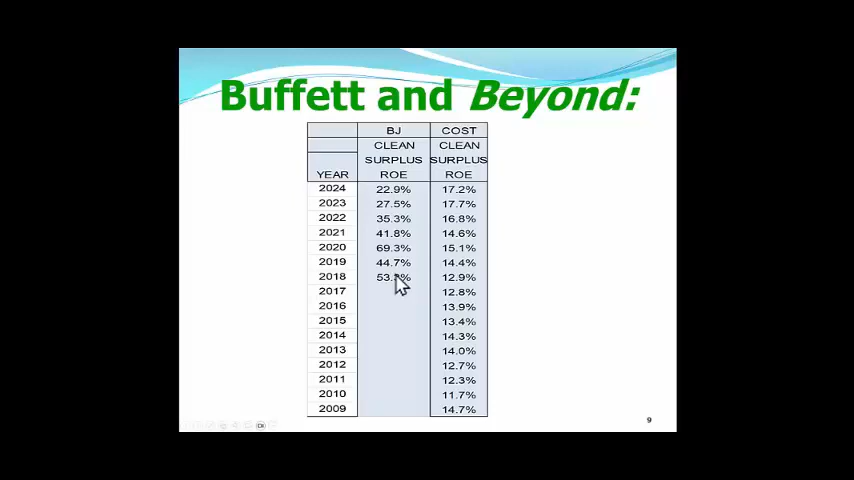 Buffett and Beyond:
BJ COST
CLEAN CLEAN
SURPLUS SURPLUS
YEAR ROE ROE
2024 22.9% 17.2%
2023 27.5% 17.7%
2022 35.3% 16.8%
2021 41.8% 14.6%
2020 69.3% 15.1%
2019 44.7% 14.4%
2018 12.9%
2017 12.8%
2016 13.9%
2015 13.4%
2014 14.3%
2013 14.0%
2012 12.7%
2011 12.3%
2010 11.7%
2009 14.7%
9